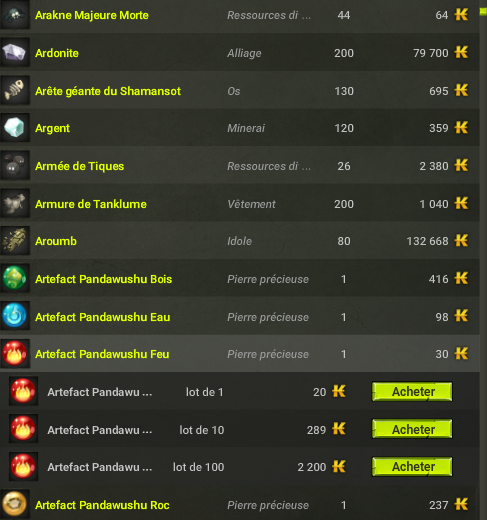 Arakne Majeure Morte Ressources di ... 44 64
Ardonite Alliage 200 79 700
Arête géante du Shamansot Os 130 695
Argent Minerai 120 359
Armée de Tiques Ressources di ... 26 2 380
Armure de Tanklume Vêtement 200 1 040
Aroumb Idole 80 132 668
Artefact Pandawushu Bois Pierre précieuse 1 416
Artefact Pandawushu Eau Pierre précieuse 1 98
Artefact Pandawushu Feu Pierre précieuse 1 30
Artefact Pandawu ... lot de 1 20 Acheter
Artefact Pandawu ... lot de 10 289 Acheter
Artefact Pandawu ... lot de 100 2 200 Acheter
Artefact Pandawushu Roc Pierre précieuse 1 237